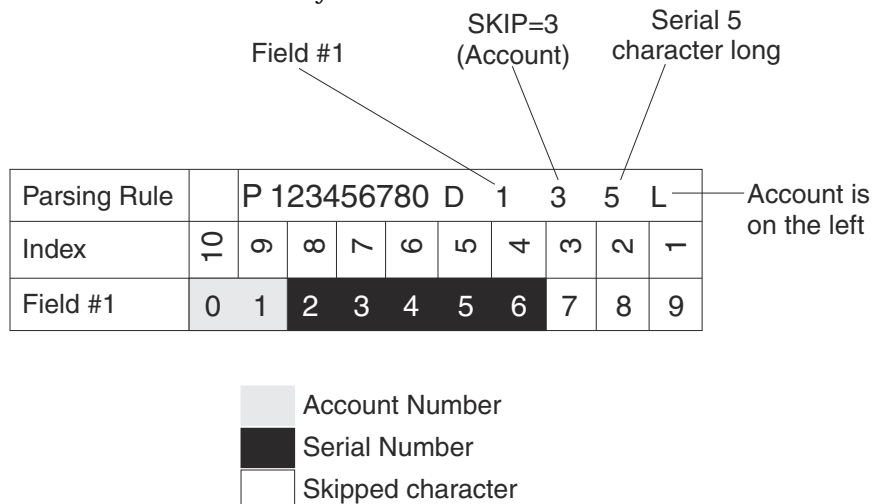 SKIP=3
(Account)
Serial 5
character long
Field #1
Parsing Rule P 123456780 D 1 3 5 L
Account is
on the left
Index 10 9 8 7 6 5 4 3 2 1
Field #1 0 1 2 3 4 5 6 7 8 9
Account Number
Serial Number
Skipped character